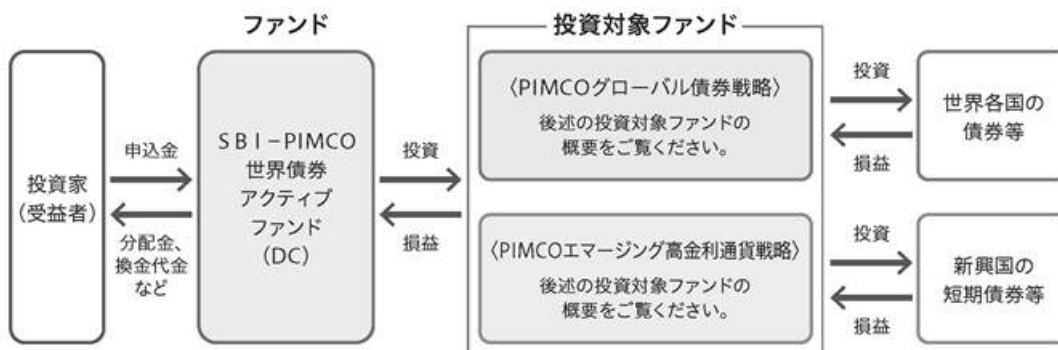 ファンド
投資対象ファンド
投資家
(受益者)
申込金
分配金、
換金代金
など
SBI-PIMCO
世界債券
アクティブ
ファンド
(DC)
投資
損益
〈PIMCOグローバル債券戦略〉
後述の投資対象ファンドの
概要をご覧ください。
投資
損益
世界各国の
債券等
〈PIMCOエマージング高金利通貨戦略〉
後述の投資対象ファンドの
概要をご覧ください。
投資
損益
新興国の
短期債券等